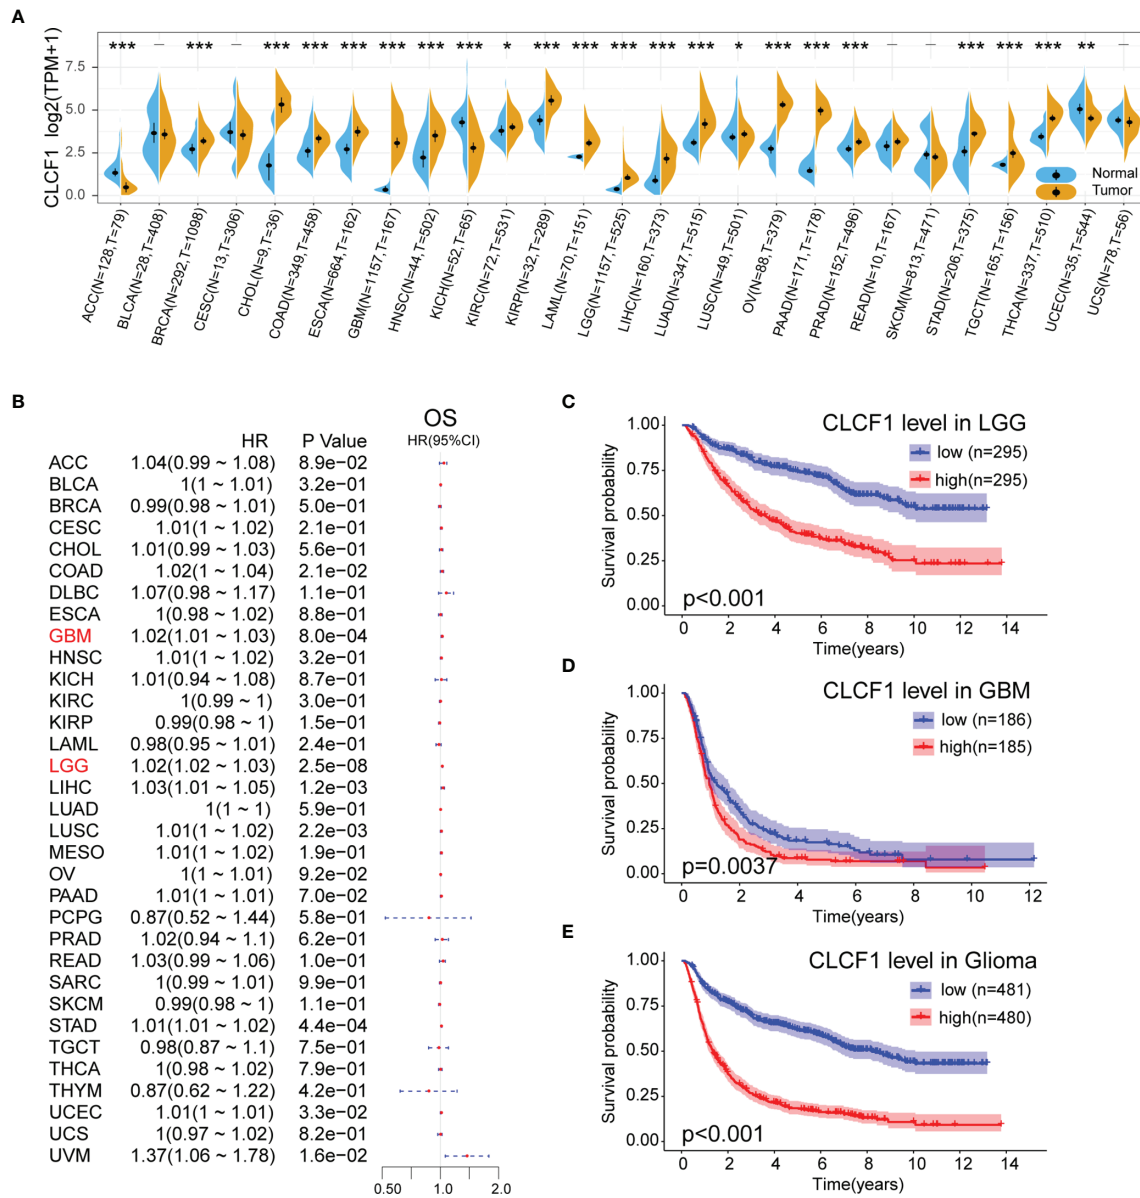 A
*** — *** — *** *** *** *** *** *** * *** *** *** *** *** * *** *** *** — — *** *** *** ** —
CLCF1 log2(TPM+1)
7.5
5.0
2.5
0.0
Normal
Tumor
ACC(N=128,T=79)
BLCA(N=28,T=408)
BRCA(N=292,T=1098)
CESC(N=13,T=306)
CHOL(N=9,T=36)
COAD(N=349,T=458)
ESCA(N=664,T=162)
GBM(N=1157,T=167)
HNSC(N=44,T=502)
KICH(N=52,T=65)
KIRC(N=72,T=531)
KIRP(N=32,T=289)
LAML(N=70,T=151)
LGG(N=1157,T=525)
LIHC(N=160,T=373)
LUAD(N=347,T=515)
LUSC(N=49,T=501)
OV(N=88,T=379)
PAAD(N=171,T=178)
PRAD(N=152,T=496)
READ(N=10,T=167)
SKCM(N=813,T=471)
STAD(N=206,T=375)
TGCT(N=165,T=156)
THCA(N=337,T=510)
UCEC(N=35,T=544)
UCS(N=78,T=56)
B
OS
HR P Value HR(95%CI)
ACC 1.04(0.99 ~ 1.08) 8.9e−02
BLCA 1(1 ~ 1.01) 3.2e−01
BRCA 0.99(0.98 ~ 1.01) 5.0e−01
CESC 1.01(1 ~ 1.02) 2.1e−01
CHOL 1.01(0.99 ~ 1.03) 5.6e−01
COAD 1.02(1 ~ 1.04) 2.1e−02
DLBC 1.07(0.98 ~ 1.17) 1.1e−01
ESCA 1(0.98 ~ 1.02) 8.8e−01
GBM 1.02(1.01 ~ 1.03) 8.0e−04
HNSC 1.01(1 ~ 1.02) 3.2e−01
KICH 1.01(0.94 ~ 1.08) 8.7e−01
KIRC 1(0.99 ~ 1) 3.0e−01
KIRP 0.99(0.98 ~ 1) 1.5e−01
LAML 0.98(0.95 ~ 1.01) 2.4e−01
LGG 1.02(1.02 ~ 1.03) 2.5e−08
LIHC 1.03(1.01 ~ 1.05) 1.2e−03
LUAD 1(1 ~ 1) 5.9e−01
LUSC 1.01(1 ~ 1.02) 2.2e−03
MESO 1.01(1 ~ 1.02) 1.9e−01
OV 1(1 ~ 1.01) 9.2e−02
PAAD 1.01(1 ~ 1.01) 7.0e−02
PCPG 0.87(0.52 ~ 1.44) 5.8e−01
PRAD 1.02(0.94 ~ 1.1) 6.2e−01
READ 1.03(0.99 ~ 1.06) 1.0e−01
SARC 1(0.99 ~ 1.01) 9.9e−01
SKCM 0.99(0.98 ~ 1) 1.1e−01
STAD 1.01(1.01 ~ 1.02) 4.4e−04
TGCT 0.98(0.87 ~ 1.1) 7.5e−01
THCA 1(0.98 ~ 1.02) 7.9e−01
THYM 0.87(0.62 ~ 1.22) 4.2e−01
UCEC 1.01(1 ~ 1.01) 3.3e−02
UCS 1(0.97 ~ 1.02) 8.2e−01
UVM 1.37(1.06 ~ 1.78) 1.6e−02
0.50 1.0 2.0
C
CLCF1 level in LGG
low (n=295)
high(n=295)
Survival probability
1.00
0.75
0.50
0.25
0.00
p<0.001
0 2 4 6 8 10 12 14
Time(years)
D
CLCF1 level in GBM
low (n=186)
high(n=185)
Survival probability
1.00
0.75
0.50
0.25
0.00
p=0.0037
0 2 4 6 8 10 12
Time(years)
E
CLCF1 level in Glioma
low (n=481)
high(n=480)
Survival probability
1.00
0.75
0.50
0.25
0.00
p<0.001
0 2 4 6 8 10 12 14
Time(years)